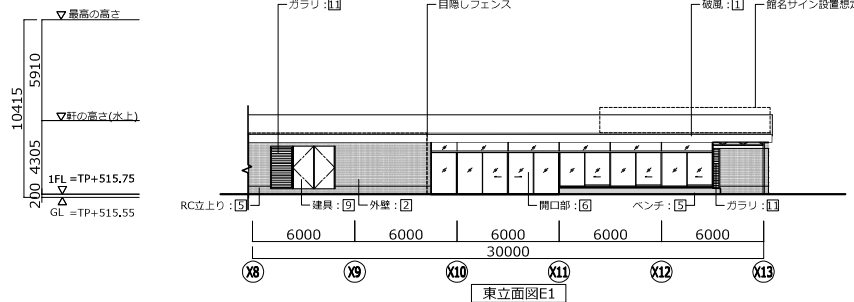 ガラリ：11
目隠しフェンス
破風：1
館名サイン設置想定
最高の高さ
5910
10415
軒の高さ(水上)
4305
1FL =TP+515.75
200
GL =TP+515.55
RC立上り：5
建具：9
外壁：2
開口部：6
ベンチ：5
ガラリ：11
6000
6000
6000
6000
6000
30000
X8
X9
X10
X11
X12
X13
東立面図E1